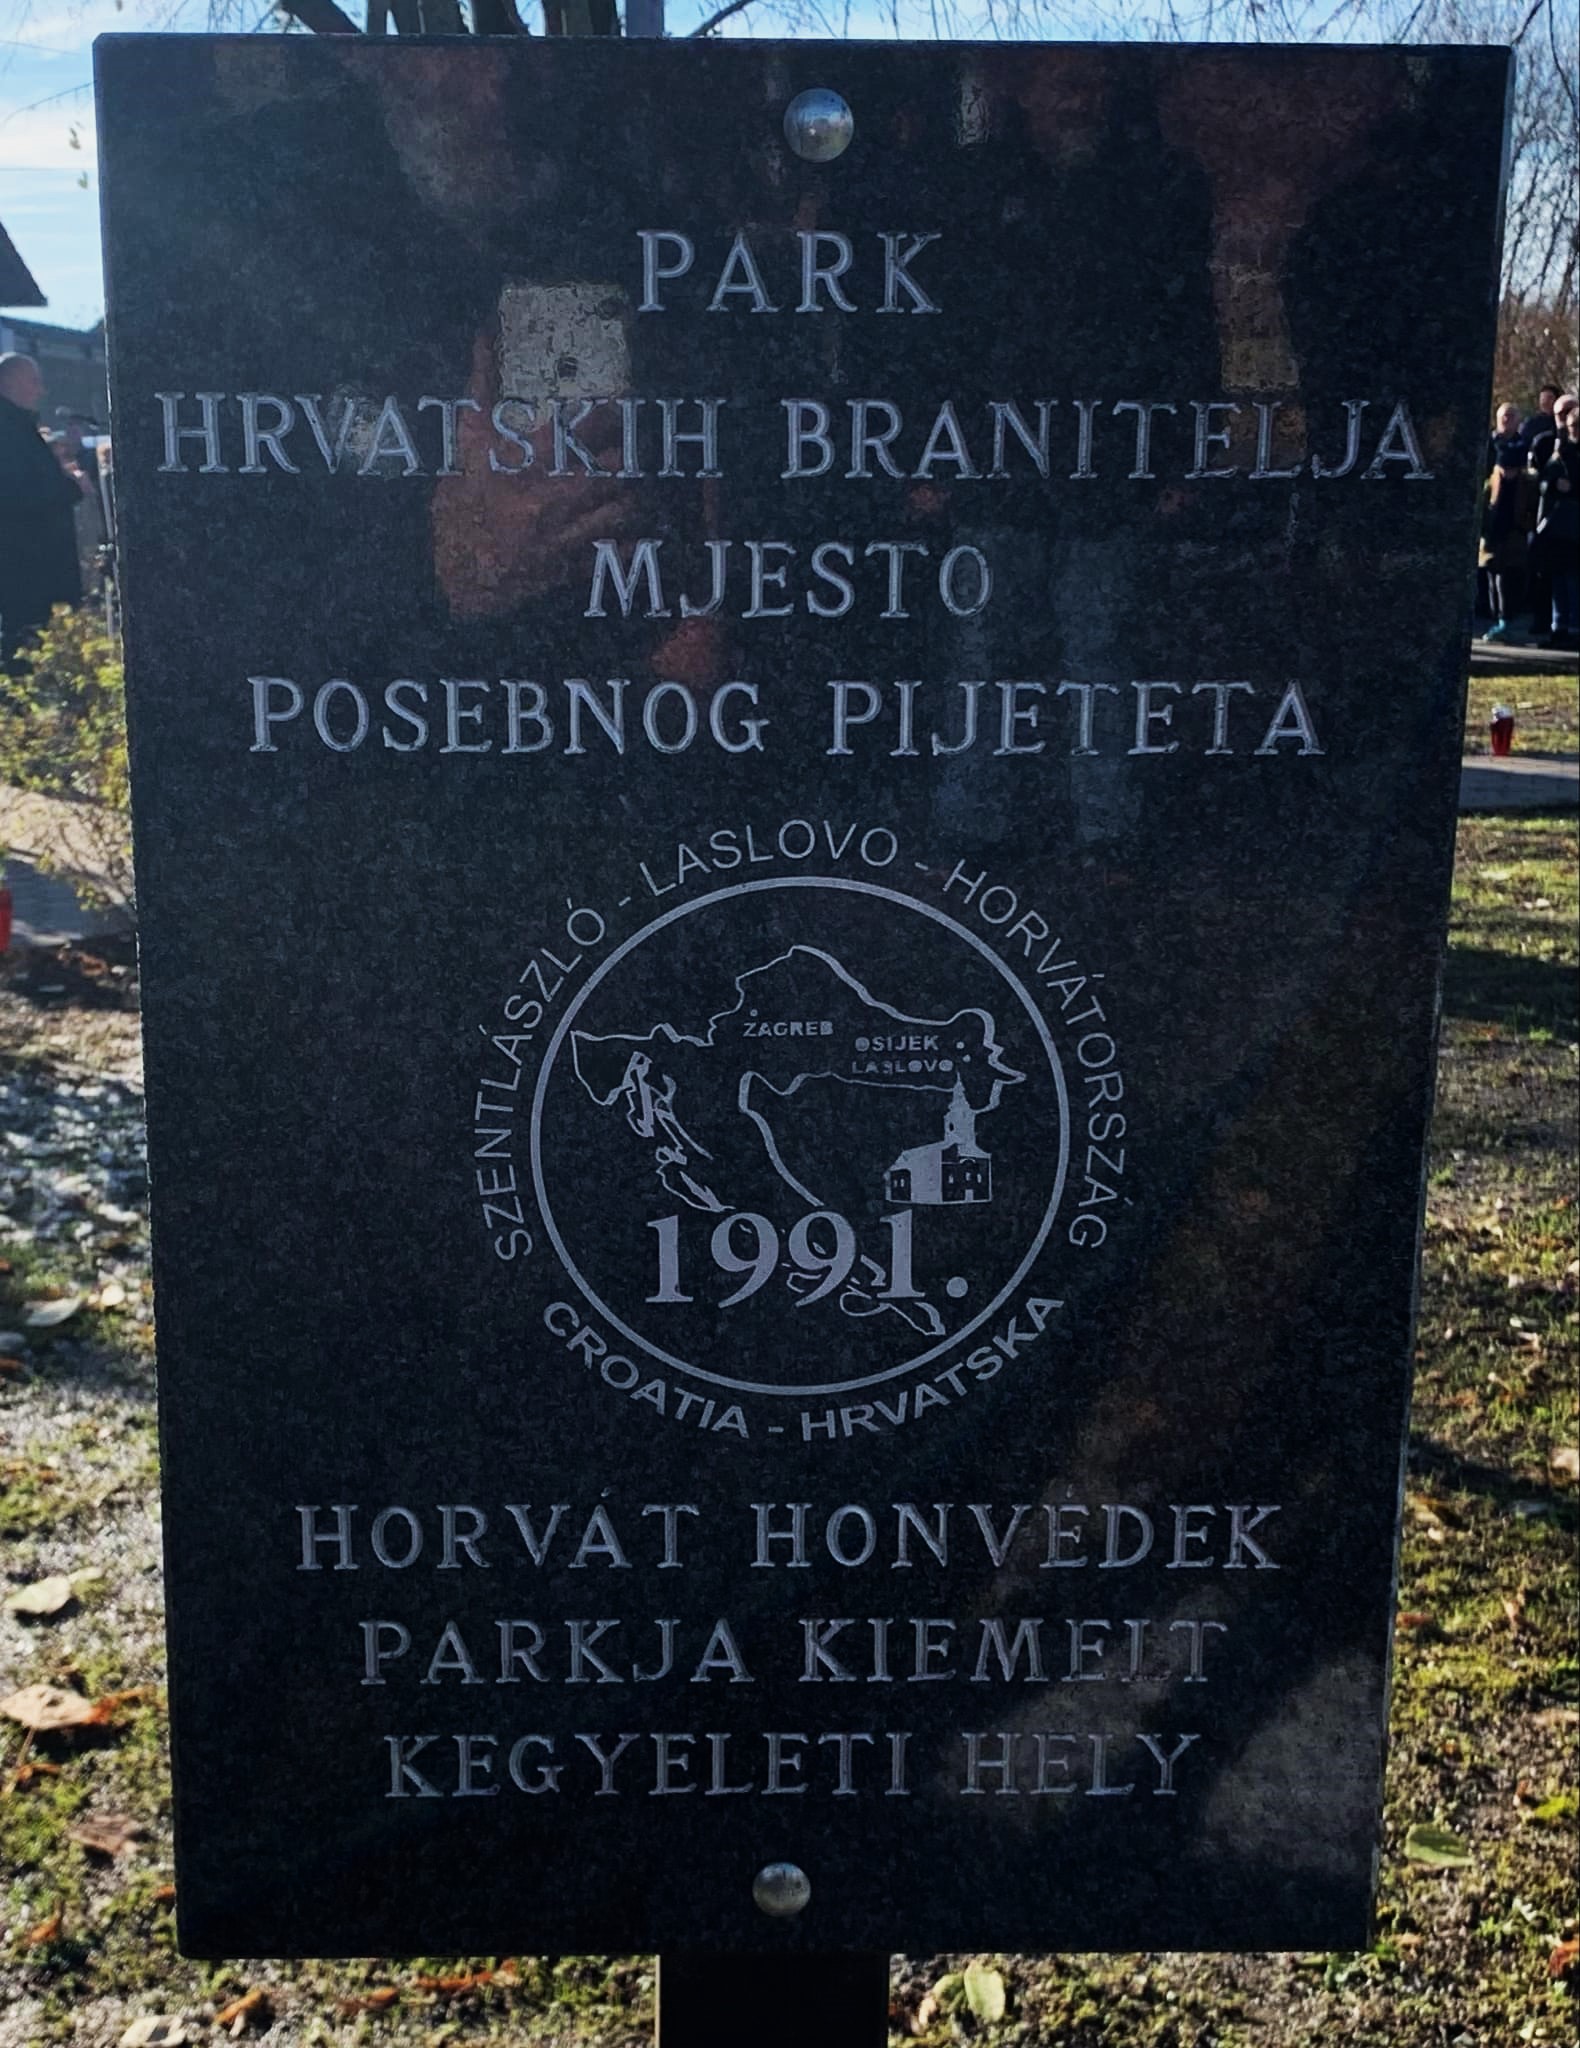 PARK
HRVATSKIH BRANITELJA
MJESTO
POSEBNOG PIJETETA
SZENTLÁSZLÓ - LASLOVO - HORVÁTORSZÁG
ZAGREB
OSIJEK
LASLOVO
1991.
CROATIA - HRVATSKA
HORVÁT HONVÉDEK
PARKJA KIEMELT
KEGYELETI HELY